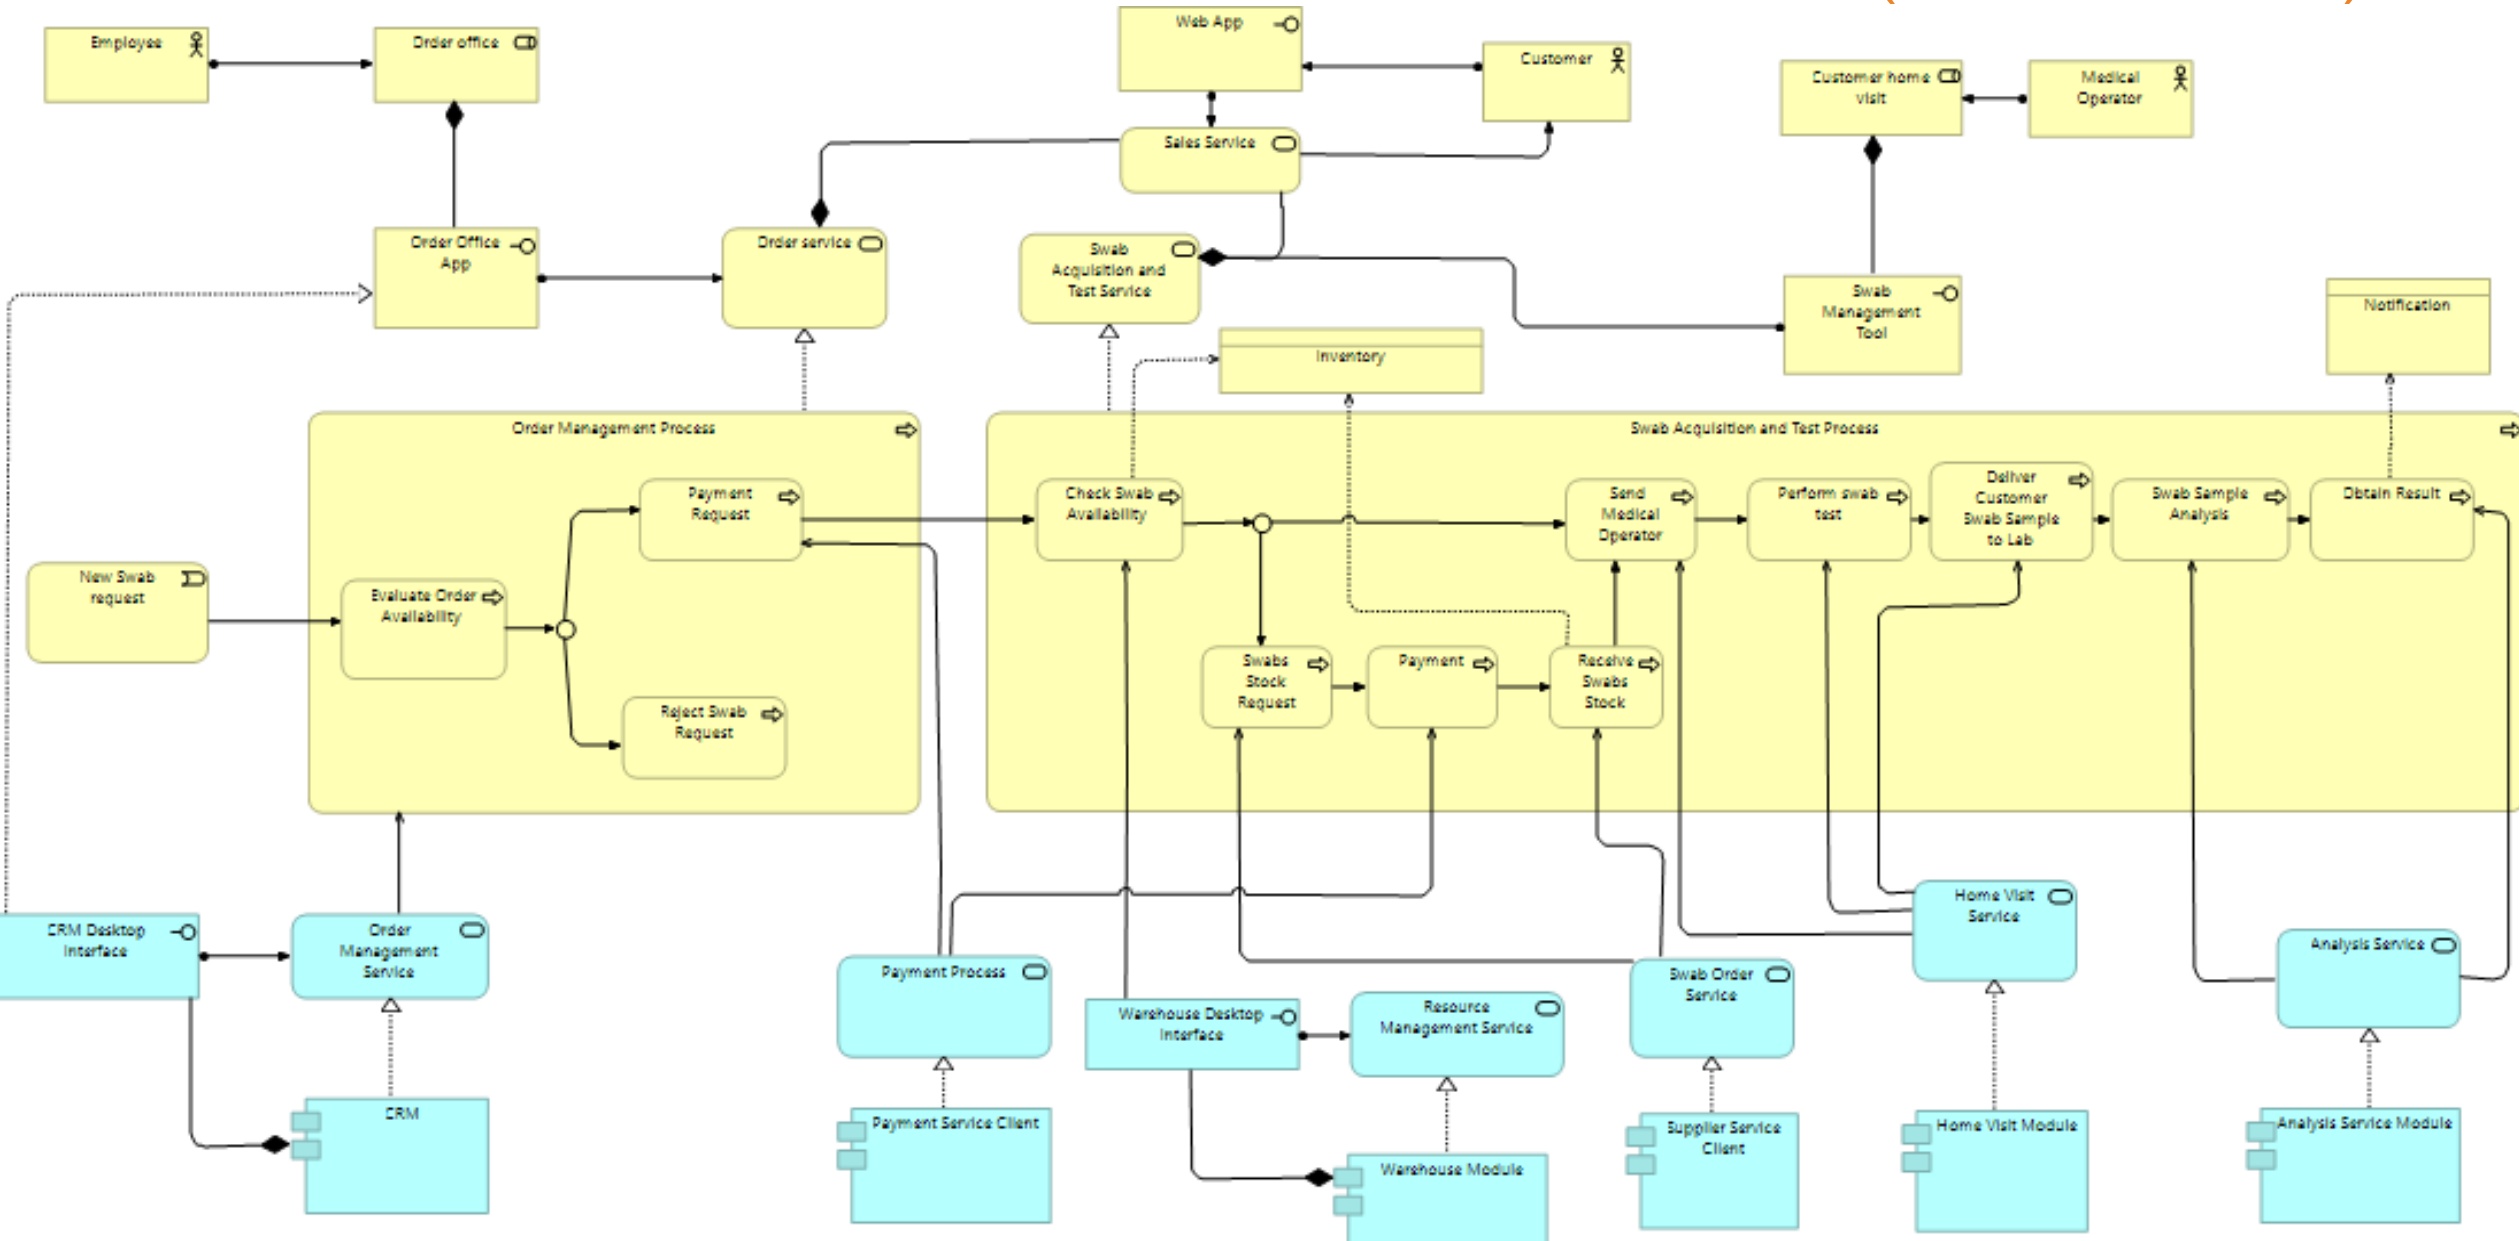 Employee
Order office
Web App
Customer
Customer home
visit
Medical
Operator
Sales Service
Order Office
App
Order service
Swab
Acquisition and
Test Service
Swab
Management
Tool
Notification
Inventory
Order Management Process
Swab Acquisition and Test Process
Payment
Request
Check Swab
Availability
Send
Medical
Operator
Perform swab
test
Deliver
Customer
Swab Sample
to Lab
Swab Sample
Analysis
Obtain Result
New Swab
request
Evaluate Order
Availability
Swabs
Stock
Request
Payment
Receive
Swabs
Stock
Reject Swab
Request
CRM Desktop
Interface
Order
Management
Service
Payment Process
Warehouse Desktop
Interface
Resource
Management Service
Swab Order
Service
Home Visit
Service
Analysis Service
CRM
Payment Service Client
Warehouse Module
Supplier Service
Client
Home Visit Module
Analysis Service Module